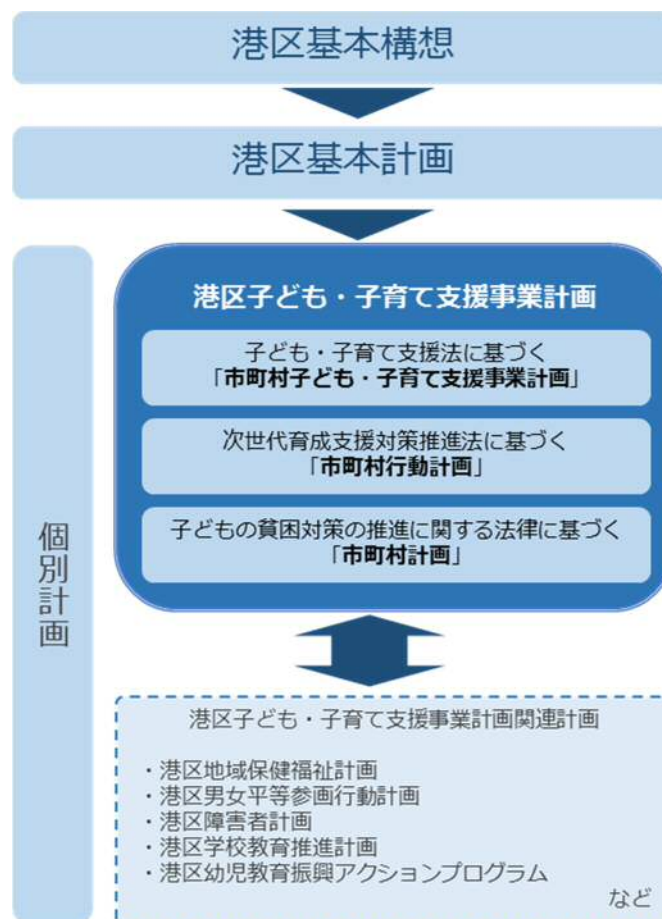 港区基本構想
港区基本計画
個別計画
港区子ども・子育て支援事業計画
子ども・子育て支援法に基づく
「市町村子ども・子育て支援事業計画」
次世代育成支援対策推進法に基づく
「市町村行動計画」
子どもの貧困対策の推進に関する法律に基づく
「市町村計画」
港区子ども・子育て支援事業計画関連計画
・港区地域保健福祉計画
・港区男女平等参画行動計画
・港区障害者計画
・港区学校教育推進計画
・港区幼児教育振興アクションプログラム
など